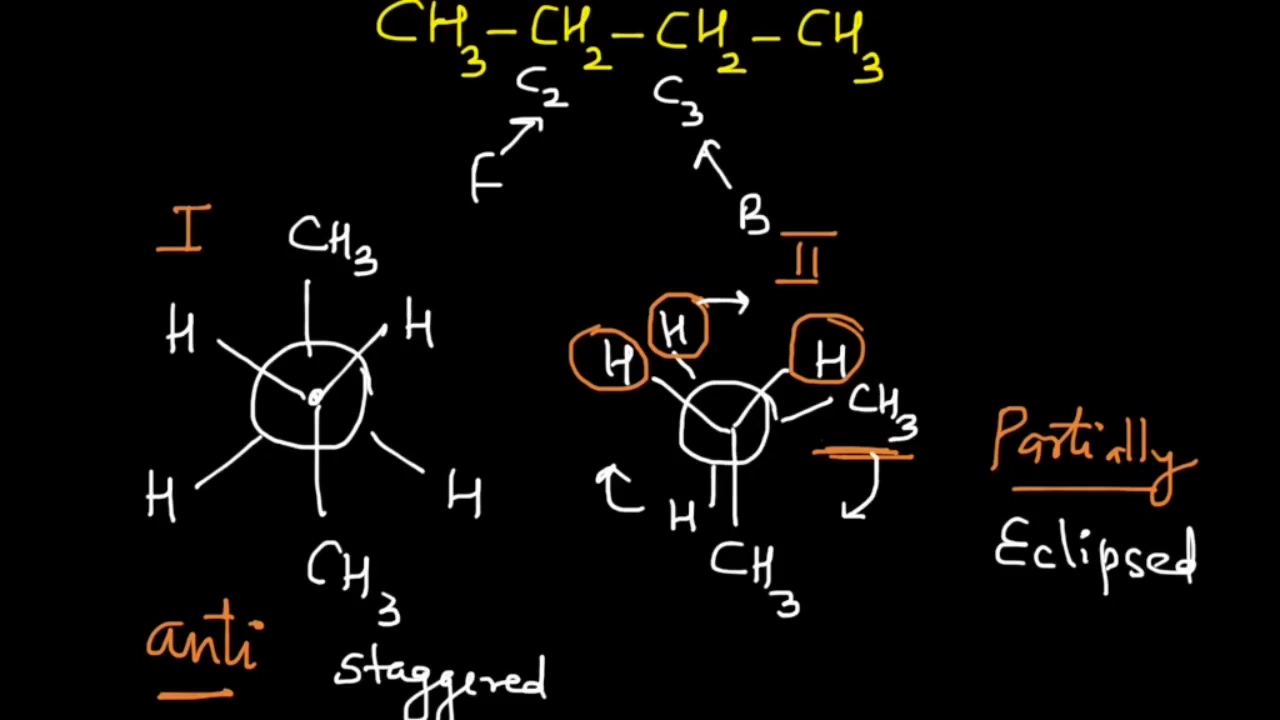 CH₃ – CH₂ – CH₂ – CH₃
C₂ C₃
F B
I
II
CH₃
H H
H H
CH₃
anti
staggered
H H H
CH₃
H
CH₃
Partially
Eclipsed